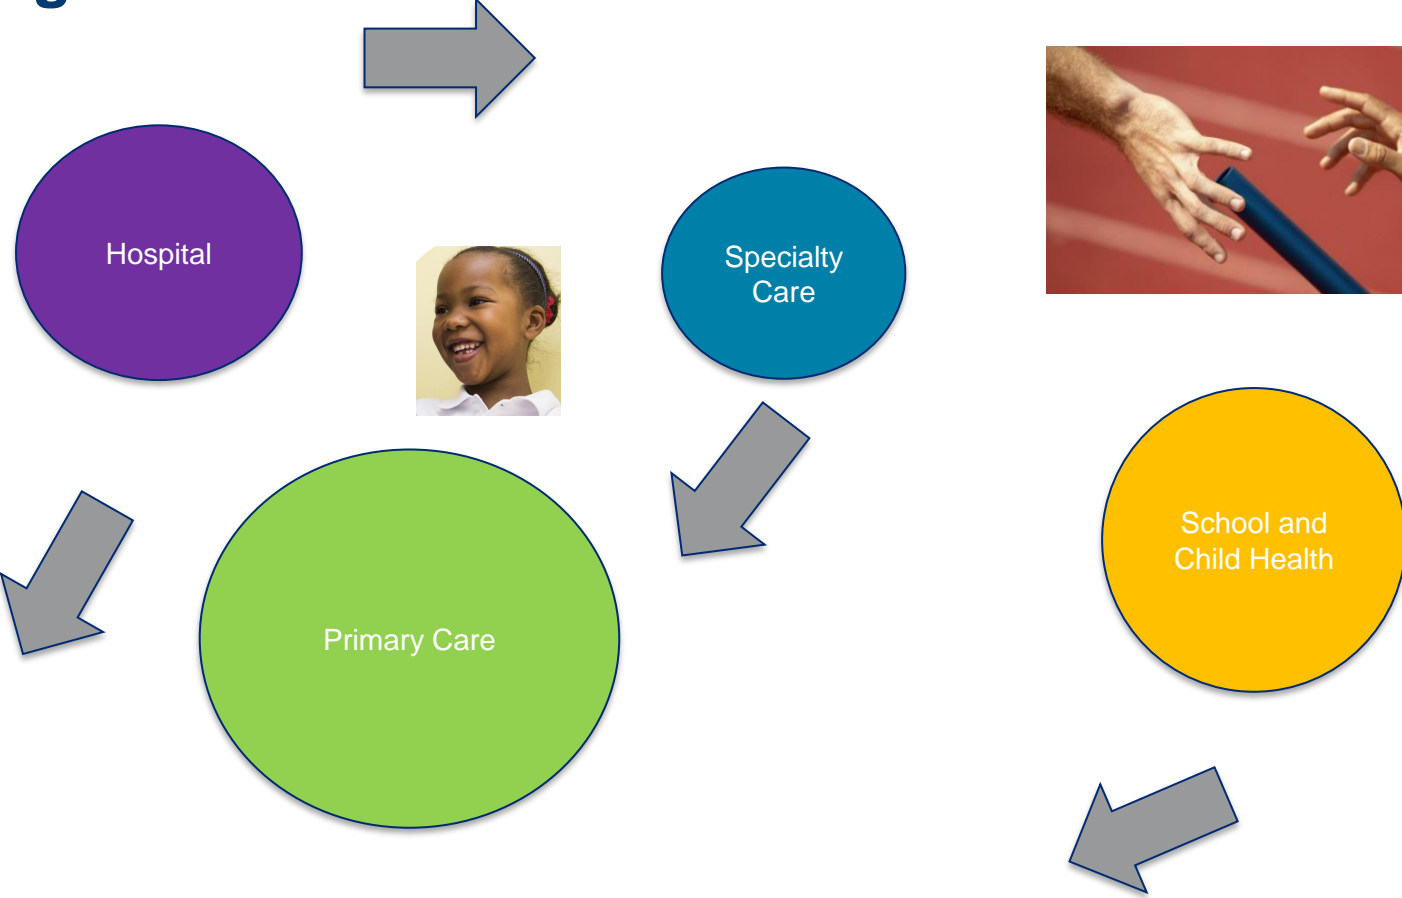 Hospital
Specialty
Care
School and
Child Health
Primary Care